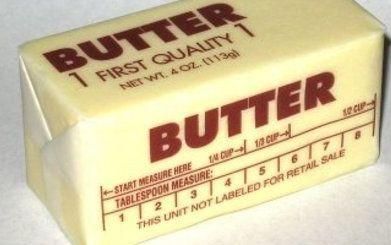 BUTTER
1 FIRST QUALITY 1
NET WT. 4 OZ. (113g)
BUTTER
1/4 CUP→ 1/3 CUP→ 1/2 CUP→
←START MEASURE HERE
TABLESPOON MEASURE:
1 2 3 4 5 6 7 8
THIS UNIT NOT LABELED FOR RETAIL SALE